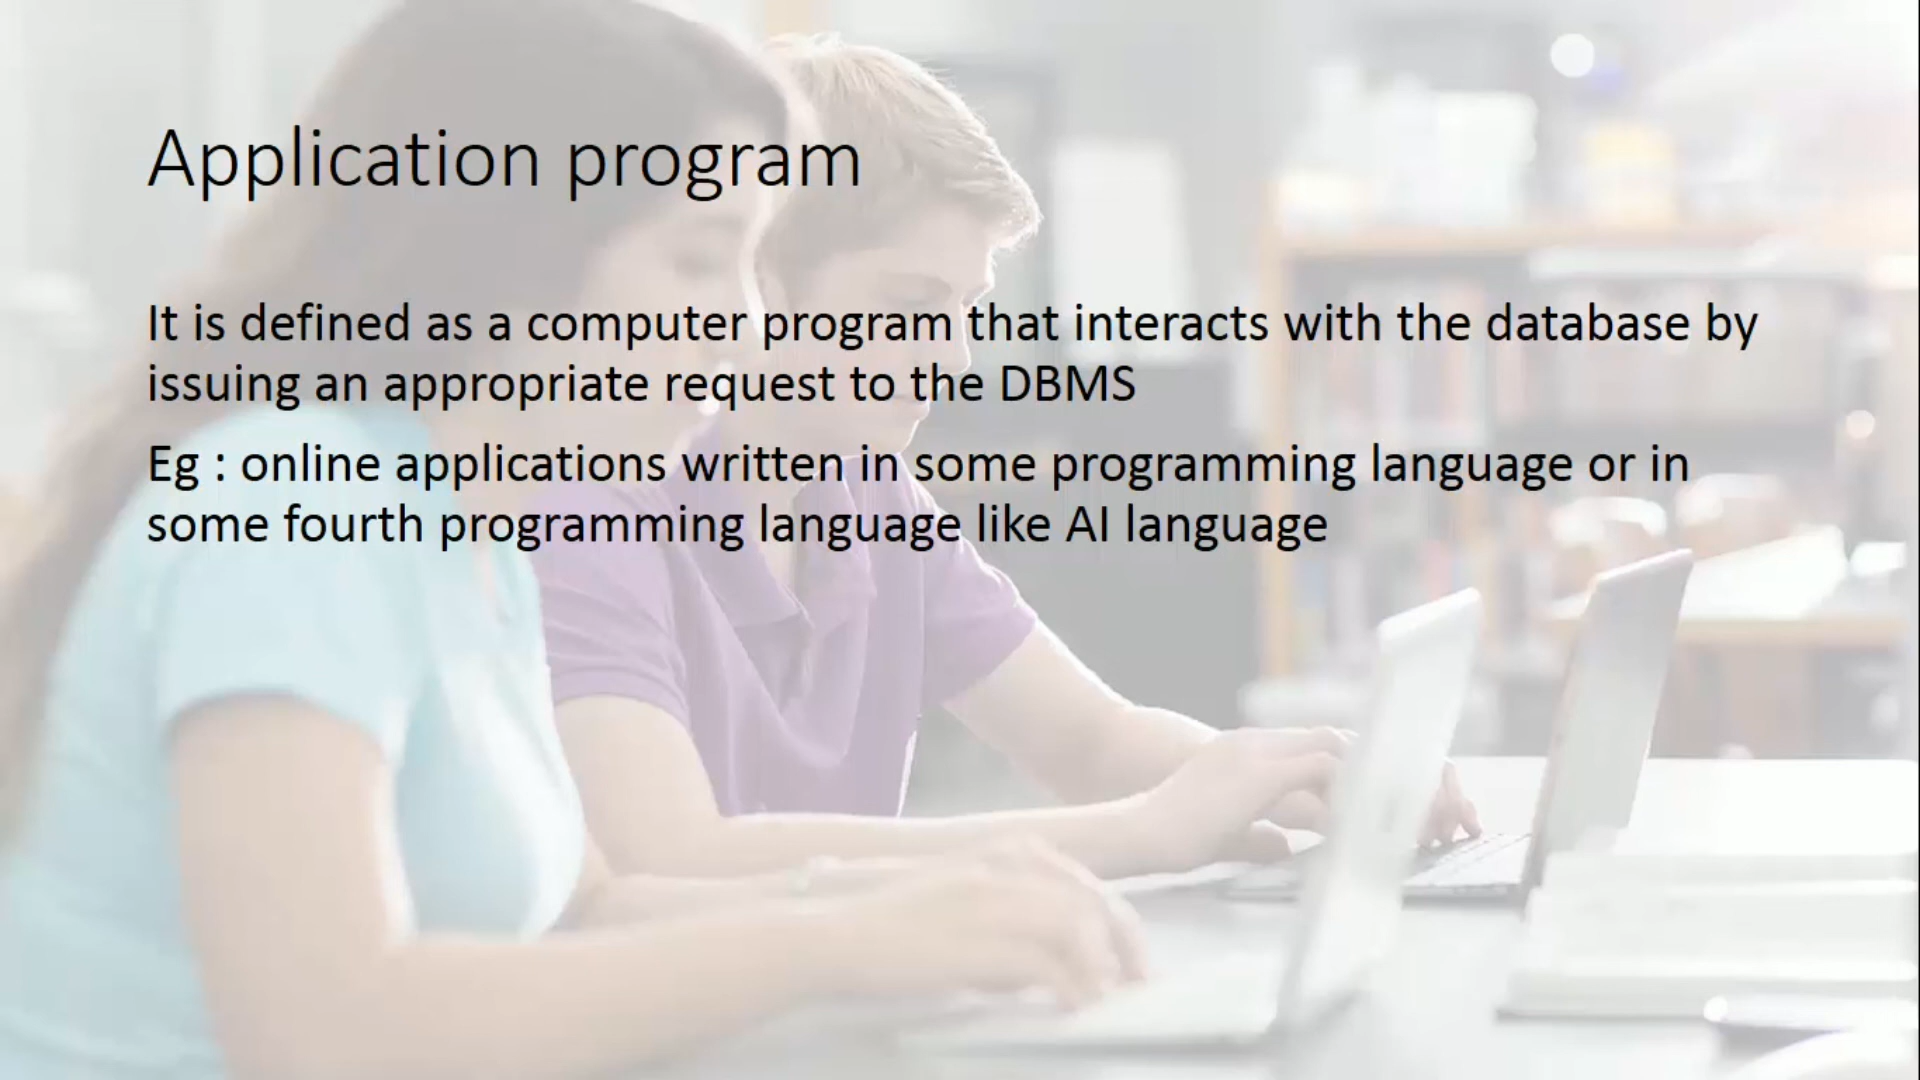 Application program
It is defined as a computer program that interacts with the database by
issuing an appropriate request to the DBMS
Eg : online applications written in some programming language or in
some fourth programming language like AI language